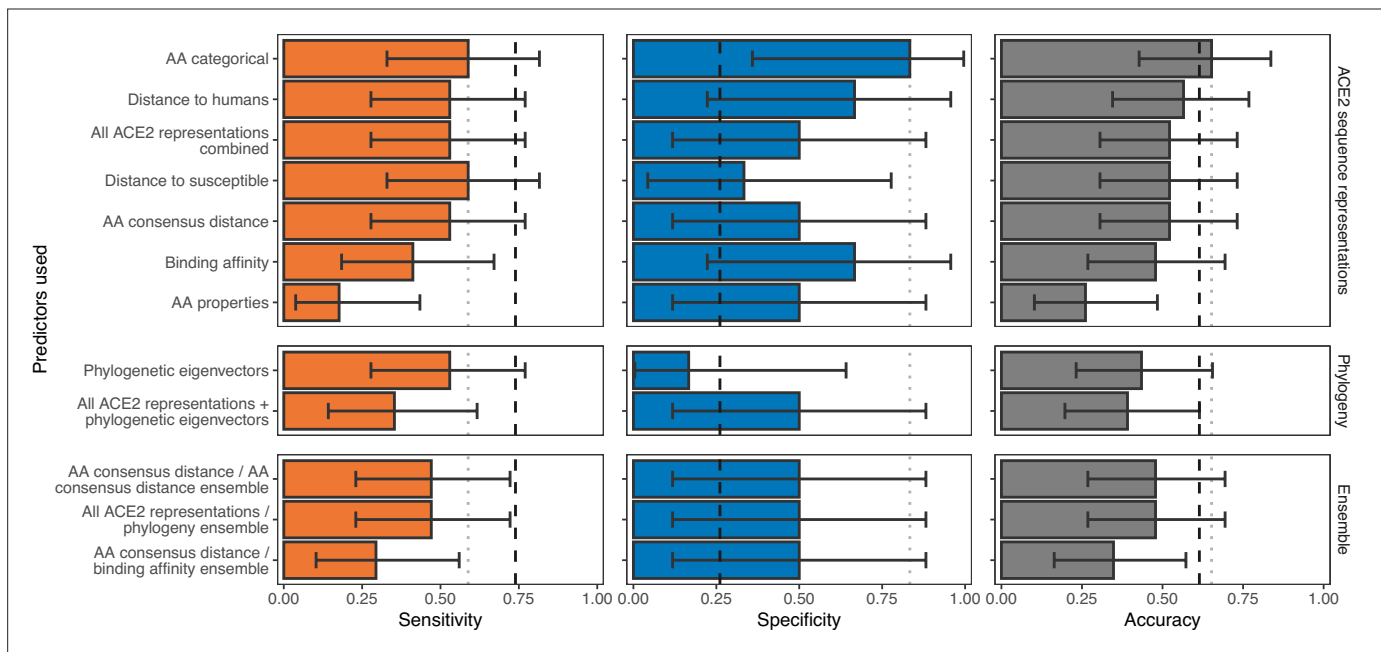 Predictors used
AA categorical
Distance to humans
All ACE2 representations
combined
Distance to susceptible
AA consensus distance
Binding affinity
AA properties
ACE2 sequence representations
Phylogenetic eigenvectors
All ACE2 representations +
phylogenetic eigenvectors
Phylogeny
AA consensus distance / AA
consensus distance ensemble
All ACE2 representations /
phylogeny ensemble
AA consensus distance /
binding affinity ensemble
Ensemble
0.00 0.25 0.50 0.75 1.00
0.00 0.25 0.50 0.75 1.00
0.00 0.25 0.50 0.75 1.00
Sensitivity
Specificity
Accuracy